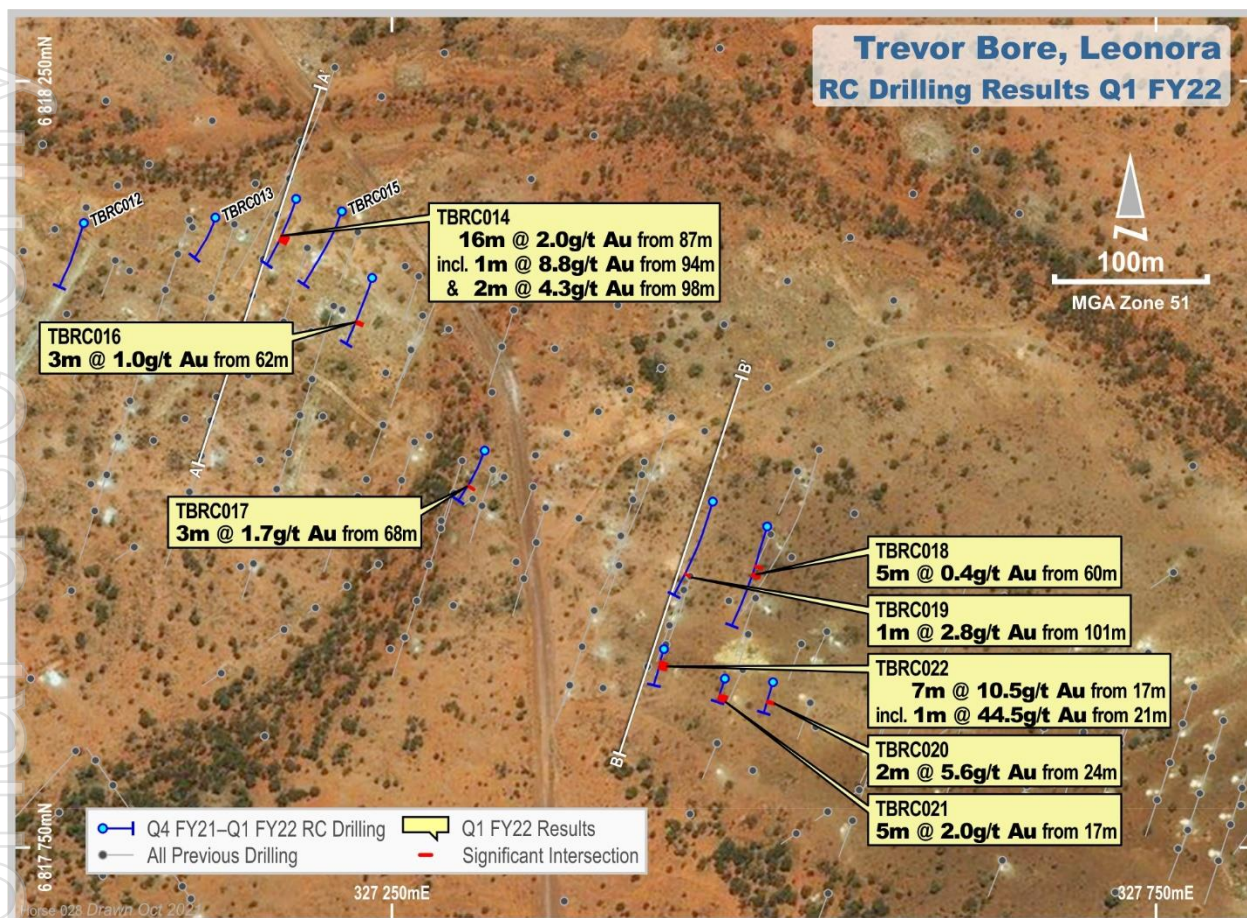 Trevor Bore, Leonora
RC Drilling Results Q1 FY22
6 818 250mN
A'
TBRC012
TBRC013
TBRC015
TBRC014
16m @ 2.0g/t Au from 87m
incl. 1m @ 8.8g/t Au from 94m
& 2m @ 4.3g/t Au from 98m
N
100m
MGA Zone 51
TBRC016
3m @ 1.0g/t Au from 62m
B'
A
TBRC017
3m @ 1.7g/t Au from 68m
TBRC018
5m @ 0.4g/t Au from 60m
TBRC019
1m @ 2.8g/t Au from 101m
TBRC022
7m @ 10.5g/t Au from 17m
incl. 1m @ 44.5g/t Au from 21m
TBRC020
2m @ 5.6g/t Au from 24m
TBRC021
5m @ 2.0g/t Au from 17m
B
Q4 FY21–Q1 FY22 RC Drilling
Q1 FY22 Results
All Previous Drilling
Significant Intersection
6 817 750mN
327 250mE
327 750mE
Horse 028 Drawn Oct 2021